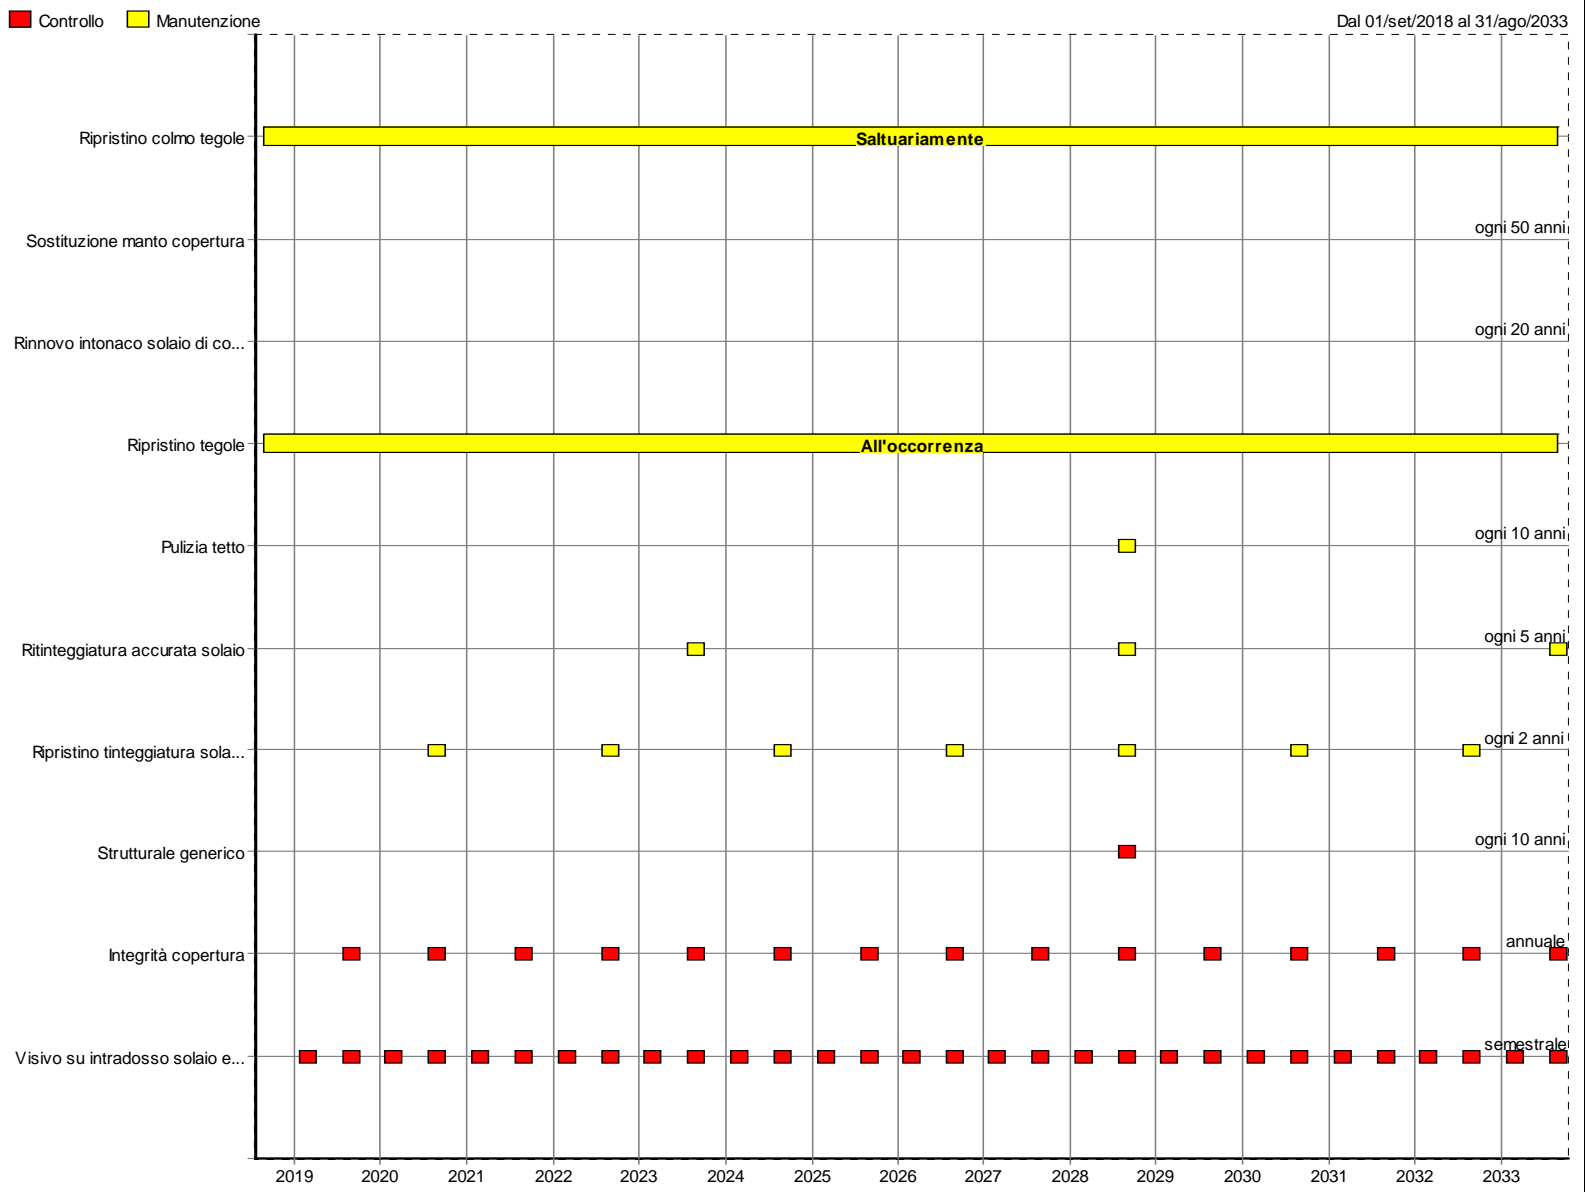 Controllo
Manutenzione
Dal 01/set/2018 al 31/ago/2033
Ripristino colmo tegole
Saltuariamente
Sostituzione manto copertura
ogni 50 anni
Rinnovo intonaco solaio di co...
ogni 20 anni
Ripristino tegole
All'occorrenza
Pulizia tetto
ogni 10 anni
Ritinteggiatura accurata solaio
ogni 5 anni
Ripristino tinteggiatura sola...
ogni 2 anni
Strutturale generico
ogni 10 anni
Integrità copertura
annuale
Visivo su intradosso solaio e...
semestrale
2019 2020 2021 2022 2023 2024 2025 2026 2027 2028 2029 2030 2031 2032 2033